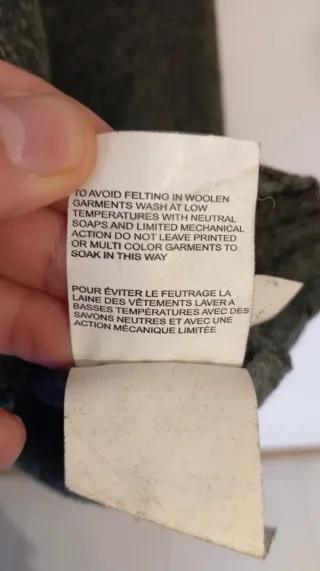 TO AVOID FELTING IN WOOLEN
GARMENTS WASH AT LOW
TEMPERATURES WITH NEUTRAL
SOAPS AND LIMITED MECHANICAL
ACTION DO NOT LEAVE PRINTED
OR MULTI COLOR GARMENTS TO
SOAK IN THIS WAY
POUR ÉVITER LE FEUTRAGE LA
LAINE DES VÊTEMENTS LAVER A
BASSES TEMPÉRATURES AVEC DES
SAVONS NEUTRES ET AVEC UNE
ACTION MÉCANIQUE LIMITÉE